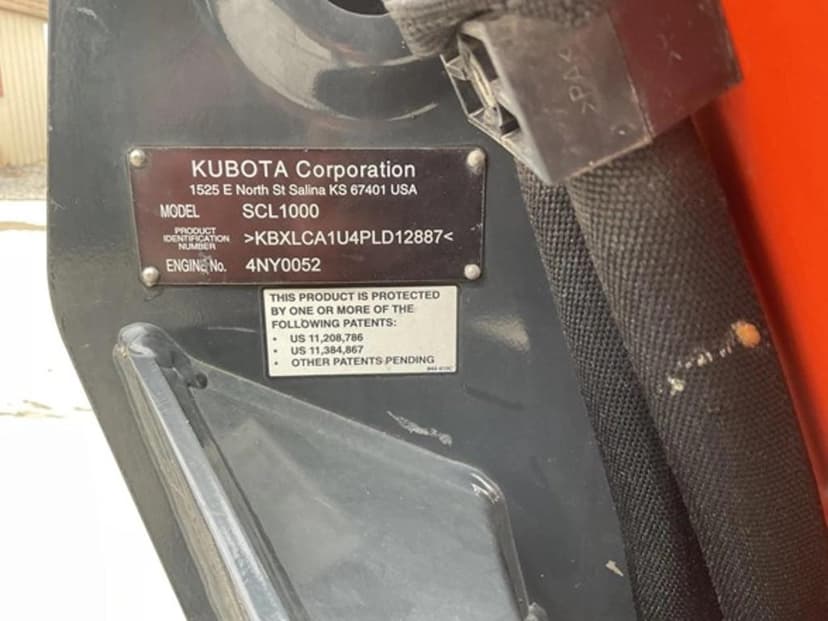 >PA4
KUBOTA Corporation
1525 E North St Salina KS 67401 USA
MODEL SCL1000
PRODUCT IDENTIFICATION NUMBER >KBXLCA1U4PLD12887<
ENGINE No. 4NY0052
THIS PRODUCT IS PROTECTED
BY ONE OR MORE OF THE
FOLLOWING PATENTS:
• US 11,208,786
• US 11,384,867
• OTHER PATENTS PENDING